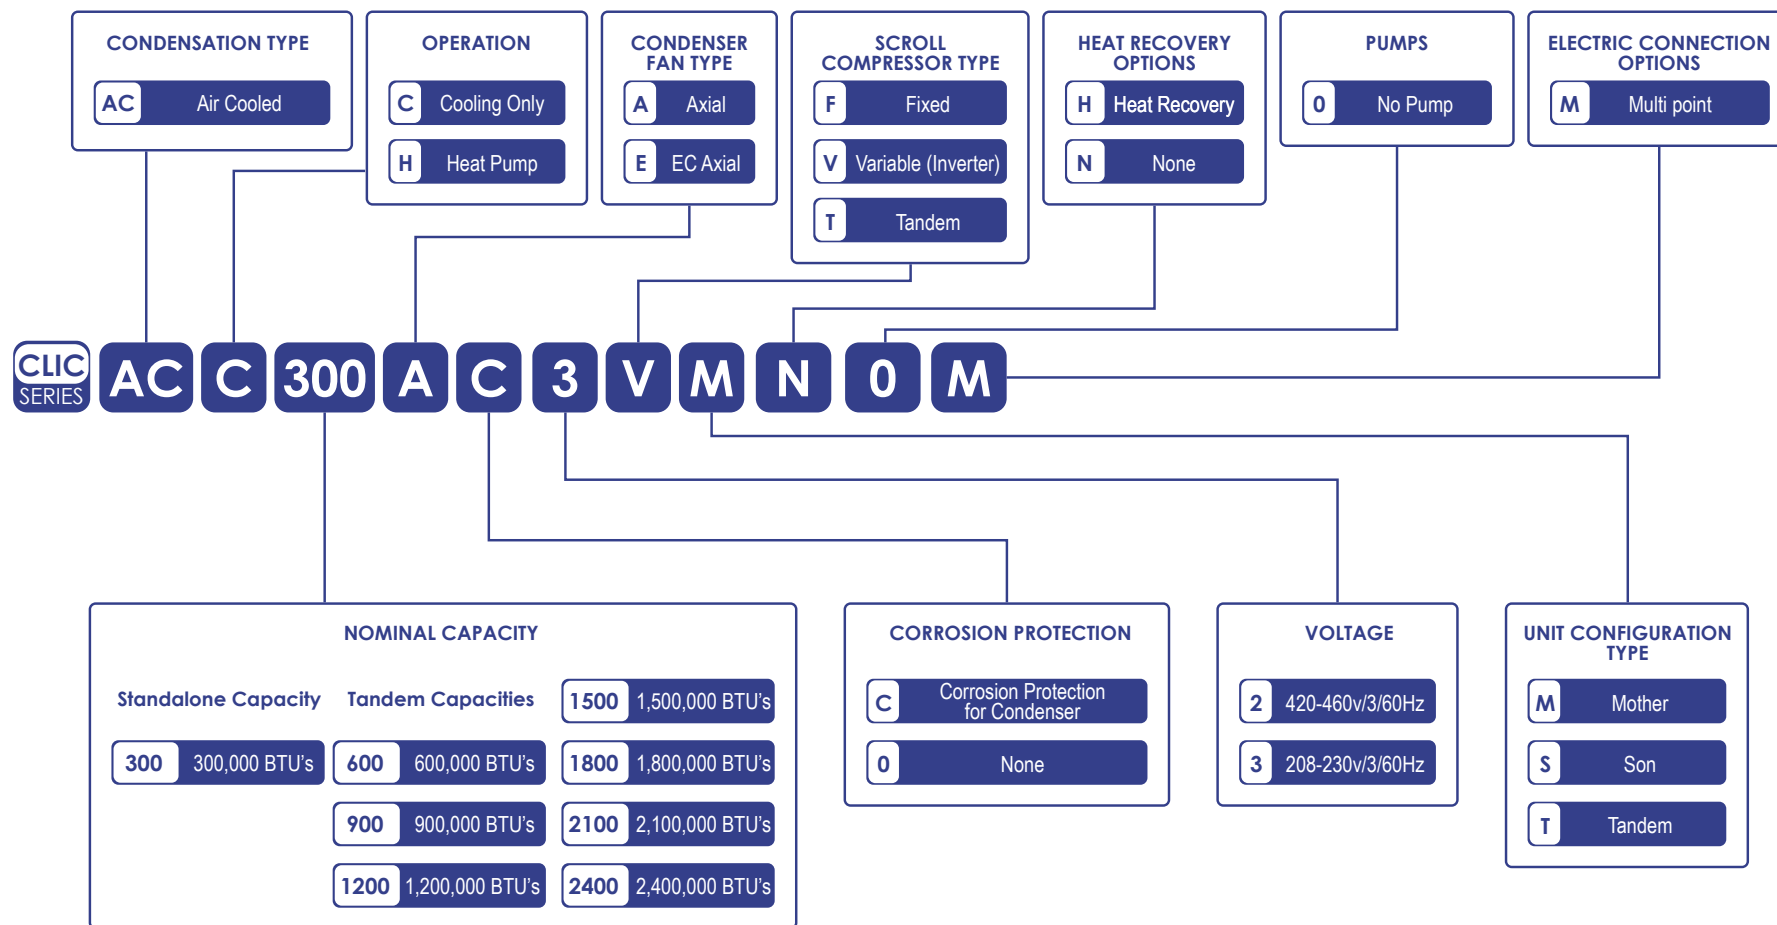 CONDENSATION TYPE
AC Air Cooled
OPERATION
C Cooling Only
H Heat Pump
CONDENSER
FAN TYPE
A Axial
E EC Axial
SCROLL
COMPRESSOR TYPE
F Fixed
V Variable (Inverter)
T Tandem
HEAT RECOVERY
OPTIONS
H Heat Recovery
N None
PUMPS
0 No Pump
ELECTRIC CONNECTION
OPTIONS
M Multi point
CLIC
SERIES
AC C 300 A C 3 V M N 0 M
NOMINAL CAPACITY
Standalone Capacity
300 300,000 BTU's
Tandem Capacities
600 600,000 BTU's
900 900,000 BTU's
1200 1,200,000 BTU's
1500 1,500,000 BTU's
1800 1,800,000 BTU's
2100 2,100,000 BTU's
2400 2,400,000 BTU's
CORROSION PROTECTION
C Corrosion Protection
for Condenser
0 None
VOLTAGE
2 420-460v/3/60Hz
3 208-230v/3/60Hz
UNIT CONFIGURATION
TYPE
M Mother
S Son
T Tandem